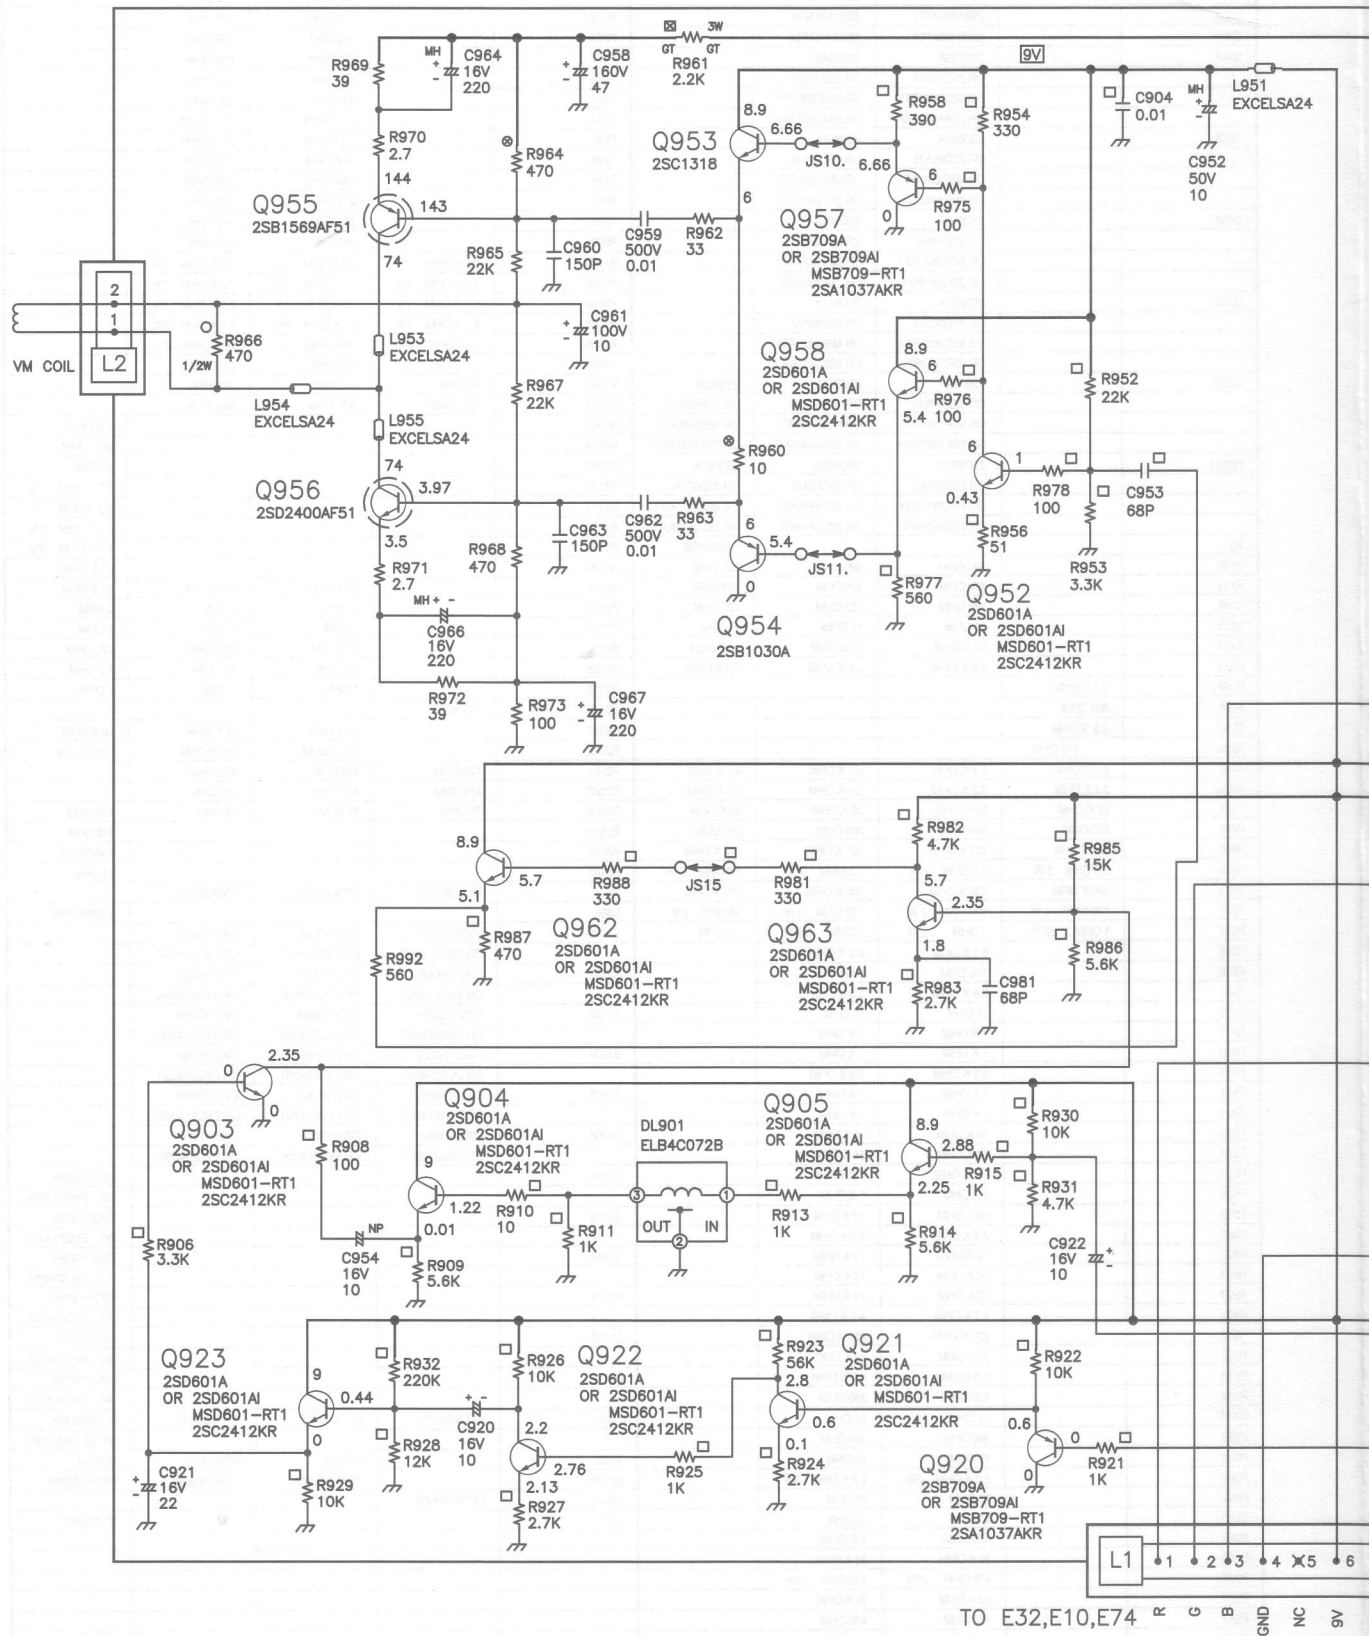 R969
39
MH
C964
16V
220
C958
160V
47
3W
GT
GT
R961
2.2K
9V
R970
2.7
R964
470
144
143
Q955
2SB1569AF51
74
R965
22K
C960
150P
C959
500V
0.01
R962
33
8.9
Q953
2SC1318
6.66
JS10.
6.66
6
R958
390
R954
330
C904
0.01
MH
C952
50V
10
L951
EXCELSA24
6
R975
100
0
Q957
2SB709A
OR 2SB709AI
MSB709-RT1
2SA1037AKR
2
1
L2
VM COIL
R966
470
1/2W
L953
EXCELSA24
C961
100V
10
L954
EXCELSA24
L955
EXCELSA24
R967
22K
Q958
2SD601A
OR 2SD601AI
MSD601-RT1
2SC2412KR
8.9
6
R976
100
5.4
R952
22K
R960
10
74
Q956
2SD2400AF51
3.97
3.5
R971
2.7
R968
470
C963
150P
C962
500V
0.01
R963
33
6
5.4
JS11.
0
Q954
2SB1030A
R977
560
6
1
0.43
R978
100
C953
68P
R956
51
R953
3.3K
Q952
2SD601A
OR 2SD601AI
MSD601-RT1
2SC2412KR
MH + -
C966
16V
220
R972
39
R973
100
C967
16V
220
8.9
5.7
5.1
R988
330
JS15
R981
330
R982
4.7K
5.7
2.35
1.8
R985
15K
R986
5.6K
R987
470
R992
560
Q962
2SD601A
OR 2SD601AI
MSD601-RT1
2SC2412KR
Q963
2SD601A
OR 2SD601AI
MSD601-RT1
2SC2412KR
R983
2.7K
C981
68P
2.35
0
0
Q903
2SD601A
OR 2SD601AI
MSD601-RT1
2SC2412KR
R908
100
Q904
2SD601A
OR 2SD601AI
MSD601-RT1
2SC2412KR
9
1.22
0.01
R910
10
R911
1K
DL901
ELB4C072B
3
1
OUT
IN
2
R913
1K
Q905
2SD601A
OR 2SD601AI
MSD601-RT1
2SC2412KR
8.9
2.88
2.25
R915
1K
R930
10K
R931
4.7K
R914
5.6K
C922
16V
10
R906
3.3K
NP
C954
16V
10
R909
5.6K
Q923
2SD601A
OR 2SD601AI
MSD601-RT1
2SC2412KR
9
0.44
0
R932
220K
R926
10K
C920
16V
10
R928
12K
R929
10K
C921
16V
22
Q922
2SD601A
OR 2SD601AI
MSD601-RT1
2SC2412KR
2.2
2.76
2.13
R927
2.7K
R925
1K
R923
56K
2.8
0.6
0.1
R924
2.7K
Q921
2SD601A
OR 2SD601AI
MSD601-RT1
2SC2412KR
R922
10K
0.6
0
0
R921
1K
Q920
2SB709A
OR 2SB709AI
MSB709-RT1
2SA1037AKR
L1
1
2
3
4
5
6
TO E32,E10,E74
R
G
B
GND
NC
9V